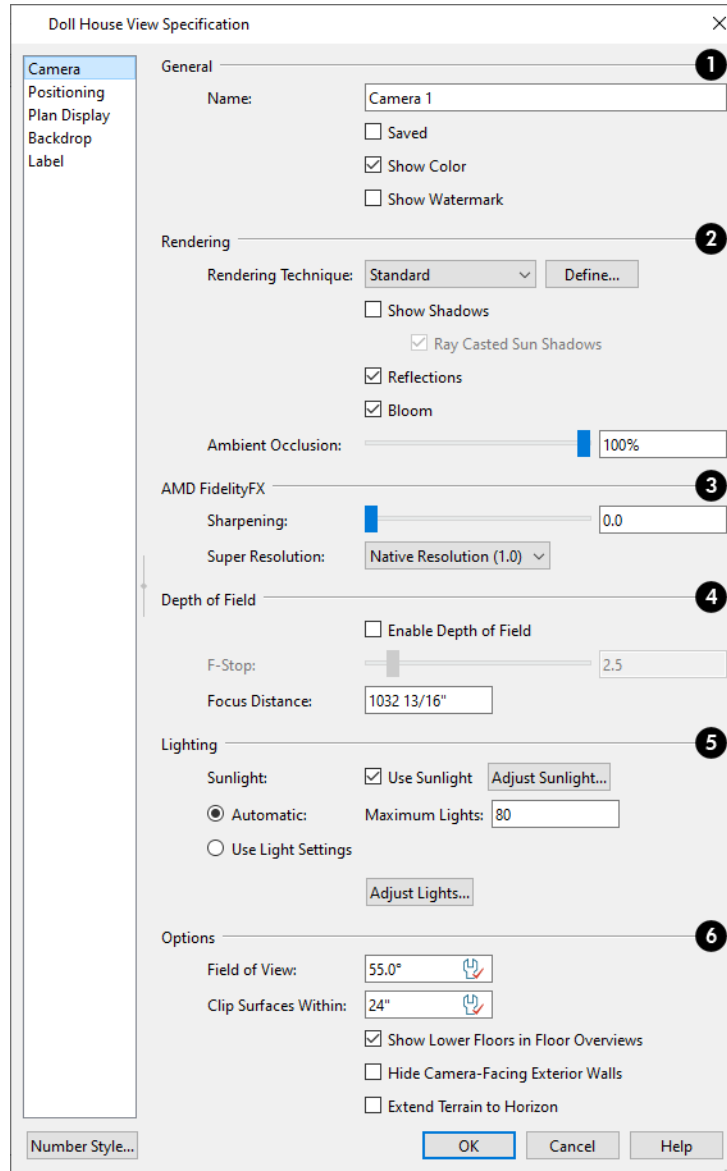 Doll House View Specification
Camera
Positioning
Plan Display
Backdrop
Label
General 1
Name: Camera 1
Saved
Show Color
Show Watermark
Rendering 2
Rendering Technique: Standard Define...
Show Shadows
Ray Casted Sun Shadows
Reflections
Bloom
Ambient Occlusion: 100%
AMD FidelityFX 3
Sharpening: 0.0
Super Resolution: Native Resolution (1.0)
Depth of Field 4
Enable Depth of Field
F-Stop: 2.5
Focus Distance: 1032 13/16"
Lighting 5
Sunlight: Use Sunlight Adjust Sunlight...
Automatic: Maximum Lights: 80
Use Light Settings
Adjust Lights...
Options 6
Field of View: 55.0°
Clip Surfaces Within: 24"
Show Lower Floors in Floor Overviews
Hide Camera-Facing Exterior Walls
Extend Terrain to Horizon
Number Style... OK Cancel Help